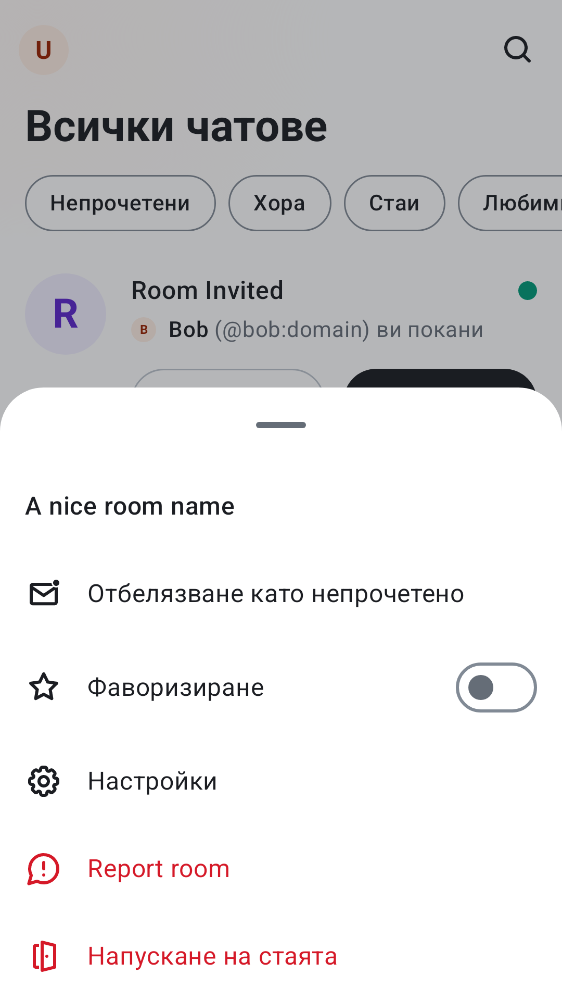 U
Всички чатове
Непрочетени Хора Стаи Любим
R
Room Invited
B Bob (@bob:domain) ви покани
A nice room name
Отбелязване като непрочетено
Фаворизиране
Настройки
Report room
Напускане на стаята